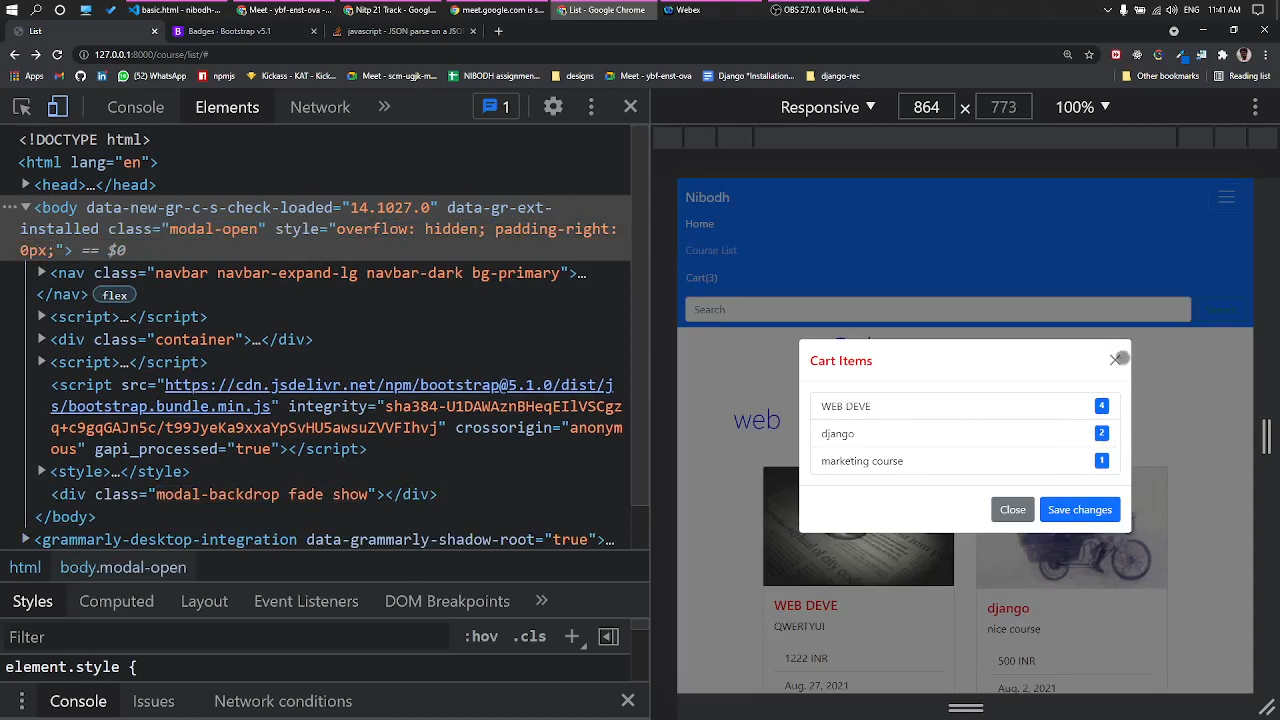 basic.html - nibodh-...
Meet - ybf-enst-ova
Nitp 21 Track - Googl...
meet.google.com is s...
List - Google Chrome
Webex
OBS 27.0.1 (64-bit, wi...
ENG
11:41 AM
List
Badges · Bootstrap v5.1
javascript - JSON parse on a JS...
127.0.0.1:8000/course/list/#
Apps
Gmail
GitHub
LinkedIn
(52) WhatsApp
npmjs
Kickass - KAT - Kick...
Meet - scm-ugjk-m...
NIBODH assignmen...
designs
Meet - ybf-enst-ova
Django "Installation...
django-rec
Other bookmarks
Reading list
Console
Elements
Network
1
Responsive
864
×
773
100%
<!DOCTYPE html>
<html lang="en">
<head>…</head>
<body data-new-gr-c-s-check-loaded="14.1027.0" data-gr-ext-
installed class="modal-open" style="overflow: hidden; padding-right:
0px;"> == $0
<nav class="navbar navbar-expand-lg navbar-dark bg-primary">…
</nav> flex
<script>…</script>
<div class="container">…</div>
<script>…</script>
<script src="https://cdn.jsdelivr.net/npm/bootstrap@5.1.0/dist/j
s/bootstrap.bundle.min.js" integrity="sha384-U1DAWAznBHeqEIlVSCgz
q+c9gqGAJn5c/t99JyeKa9xxaYpSvHU5awsuZVVFIhvj" crossorigin="anonym
ous" gapi_processed="true"></script>
<style>…</style>
<div class="modal-backdrop fade show"></div>
</body>
<grammarly-desktop-integration data-grammarly-shadow-root="true">…
html
body.modal-open
Styles
Computed
Layout
Event Listeners
DOM Breakpoints
Filter
:hov
.cls
element.style {
Console
Issues
Network conditions
Nibodh
Home
Course List
Cart(3)
Search
web
Cart Items
WEB DEVE
4
django
2
marketing course
1
Close
Save changes
WEB DEVE
QWERTYUI
1222 INR
Aug. 27, 2021
django
nice course
500 INR
Aug. 2, 2021